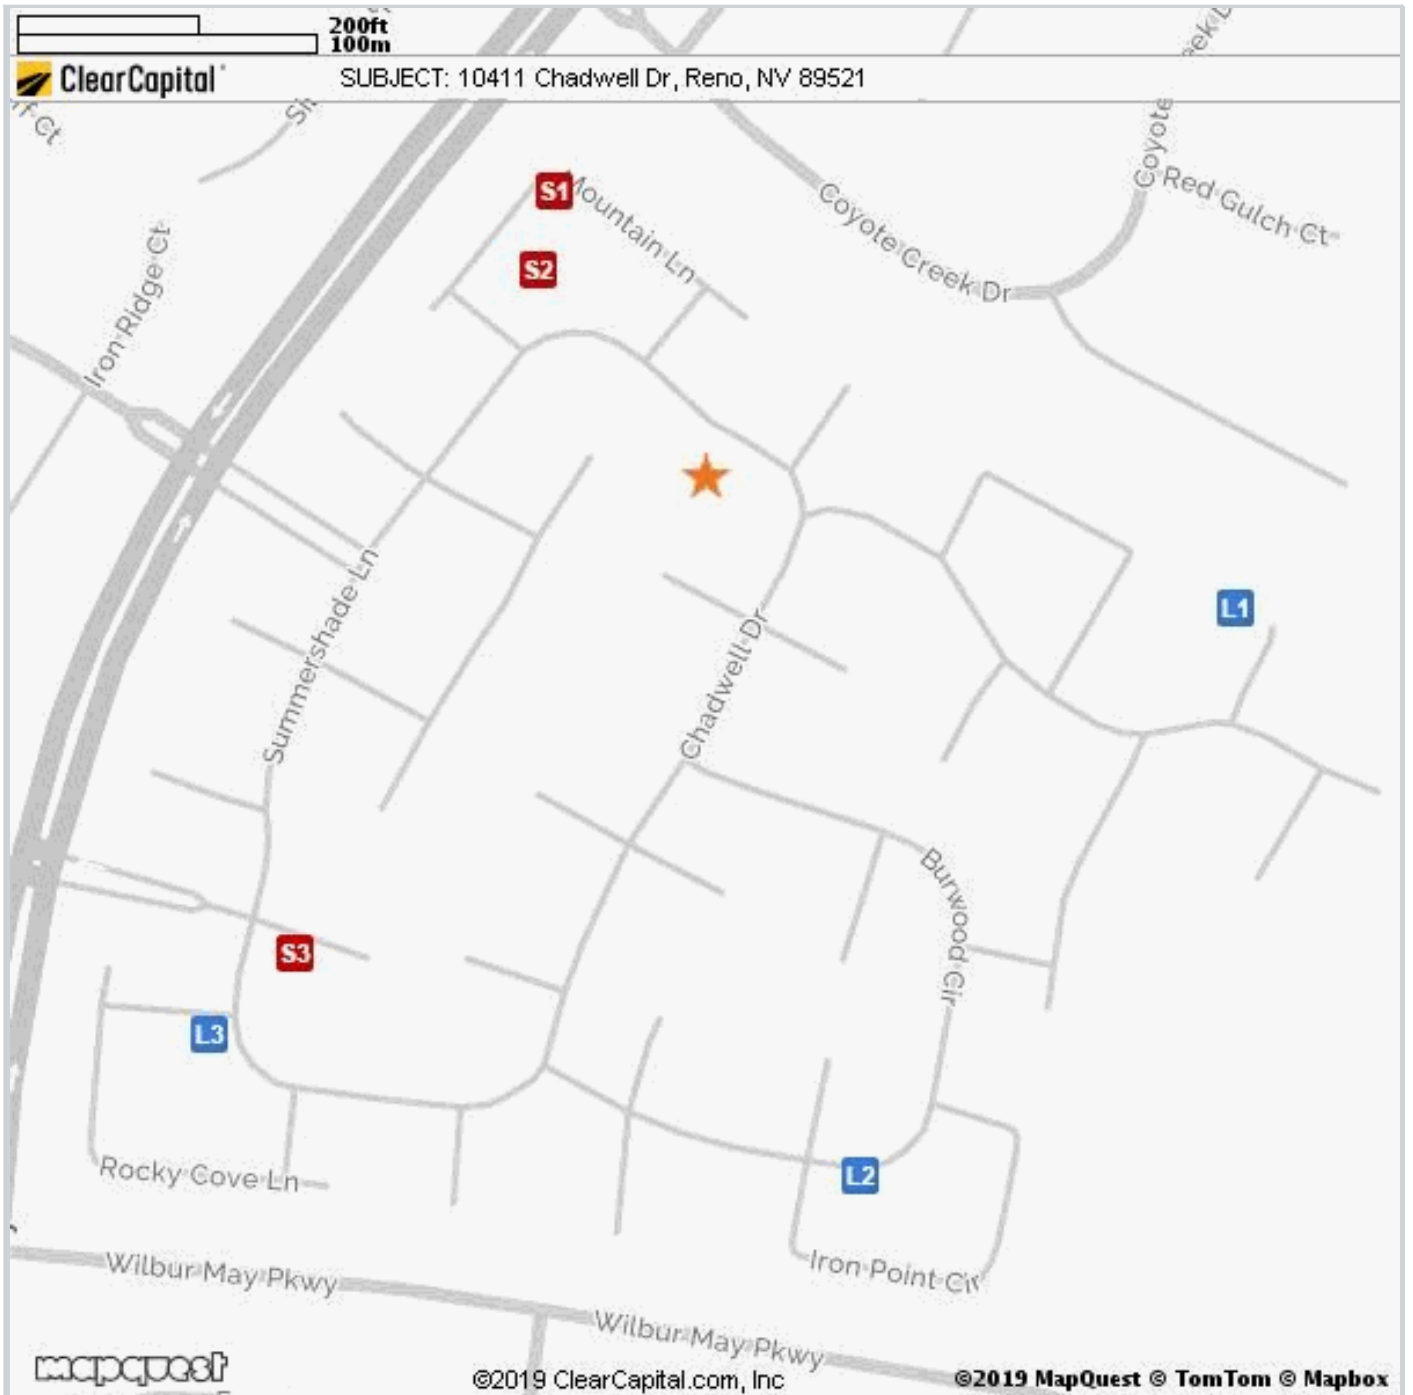 200ft
100m
ClearCapital
SUBJECT: 10411 Chadwell Dr, Reno, NV 89521
Coyote
Red Gulch Ct
S1
Mountain Ln
Coyote Creek Dr
S2
Iron Ridge Ct
Summershade Ln
L1
Chadwell Dr
Burwood Cir
S3
L3
Rocky Cove Ln
L2
Iron Point Cir
Wilbur May Pkwy
Wilbur May Pkwy
mapquest
©2019 ClearCapital.com, Inc
©2019 MapQuest © TomTom © Mapbox